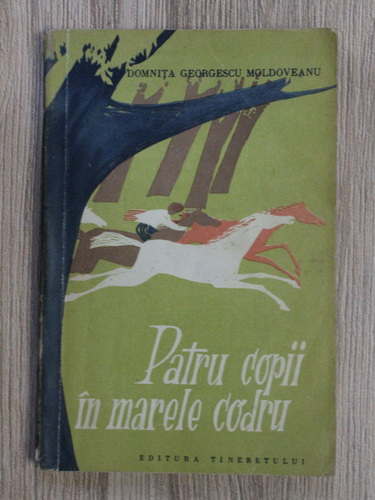 DOMNIȚA GEORGESCU MOLDOVEANU
Patru copii
în marele codru
EDITURA TINERETULUI